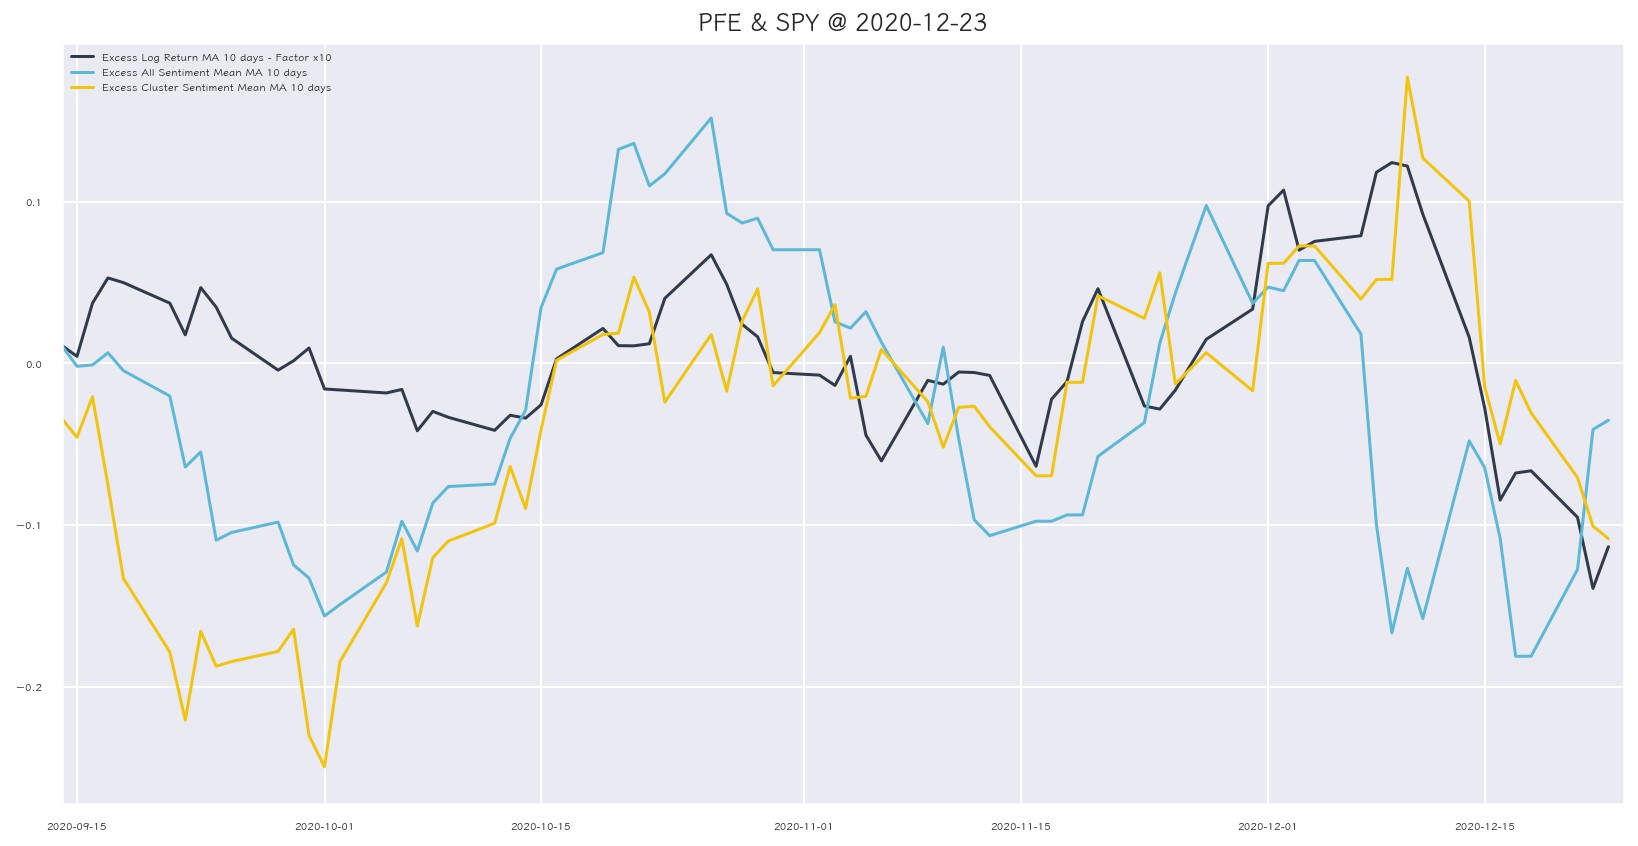 PFE & SPY @ 2020-12-23
Excess Log Return MA 10 days - Factor x10
Excess All Sentiment Mean MA 10 days
Excess Cluster Sentiment Mean MA 10 days
0.1
0.0
−0.1
−0.2
2020-09-15 2020-10-01 2020-10-15 2020-11-01 2020-11-15 2020-12-01 2020-12-15